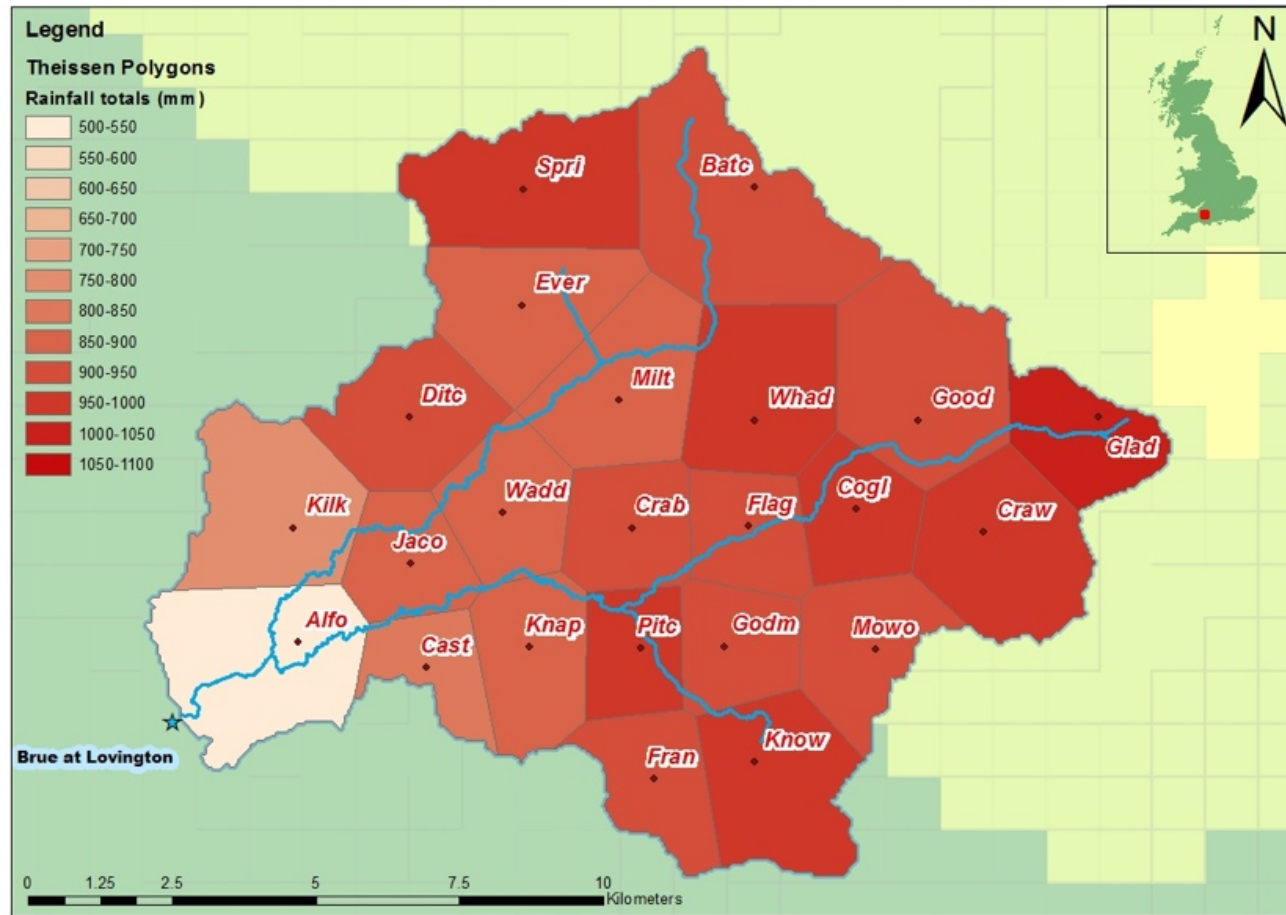 Legend
Theissen Polygons
Rainfall totals (mm)
500-550
550-600
600-650
650-700
700-750
750-800
800-850
850-900
900-950
950-1000
1000-1050
1050-1100
N
Spri
Batc
Ever
Milt
Ditc
Whad
Good
Glad
Kilk
Wadd
Crab
Flag
Cogl
Craw
Jaco
Alfo
Cast
Knap
Pitc
Godm
Mowo
Brue at Lovington
Fran
Know
0 1.25 2.5 5 7.5 10
Kilometers